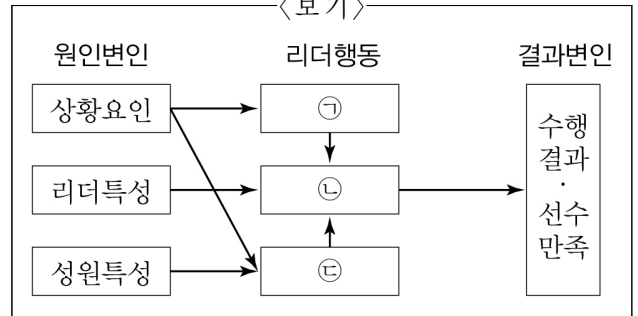 〈보 기〉
원인변인 리더행동 결과변인
상황요인 ㉠
리더특성 ㉡
성원특성 ㉢
수행
결과
·
선수
만족